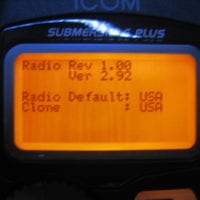 ICOM
SUBMERSIBLE PLUS
Radio Rev 1.00
Ver 2.92
Radio Default: USA
Clone : USA